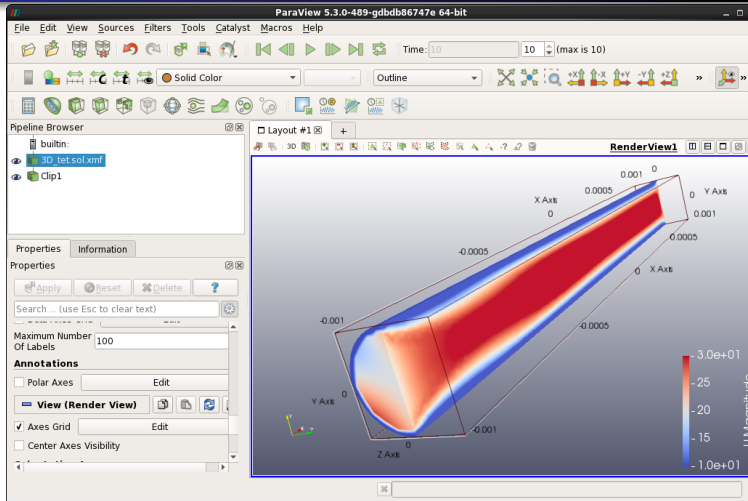 ParaView 5.3.0-489-gdbdb86747e 64-bit
File Edit View Sources Filters Tools Catalyst Macros Help
Time: 10 10 (max is 10)
Solid Color Outline +X -X +Y -Y +Z »
Pipeline Browser
builtin:
3D_tet.sol.xmf
Clip1
Properties Information
Properties
Apply Reset Delete ?
Search ... (use Esc to clear text)
Maximum Number Of Labels 100
Annotations
Polar Axes Edit
View (Render View)
Axes Grid Edit
Center Axes Visibility
Layout #1 +
3D RenderView1
0.001 0
0.0005 0 Y Axis
X Axis
0 0.001
-0.0005 0.0005
0 X Axis
-0.001 -0.0005
Y Axis 0
0 -0.001
Z Axis
3.0e+01
25
20
15
1.0e+01